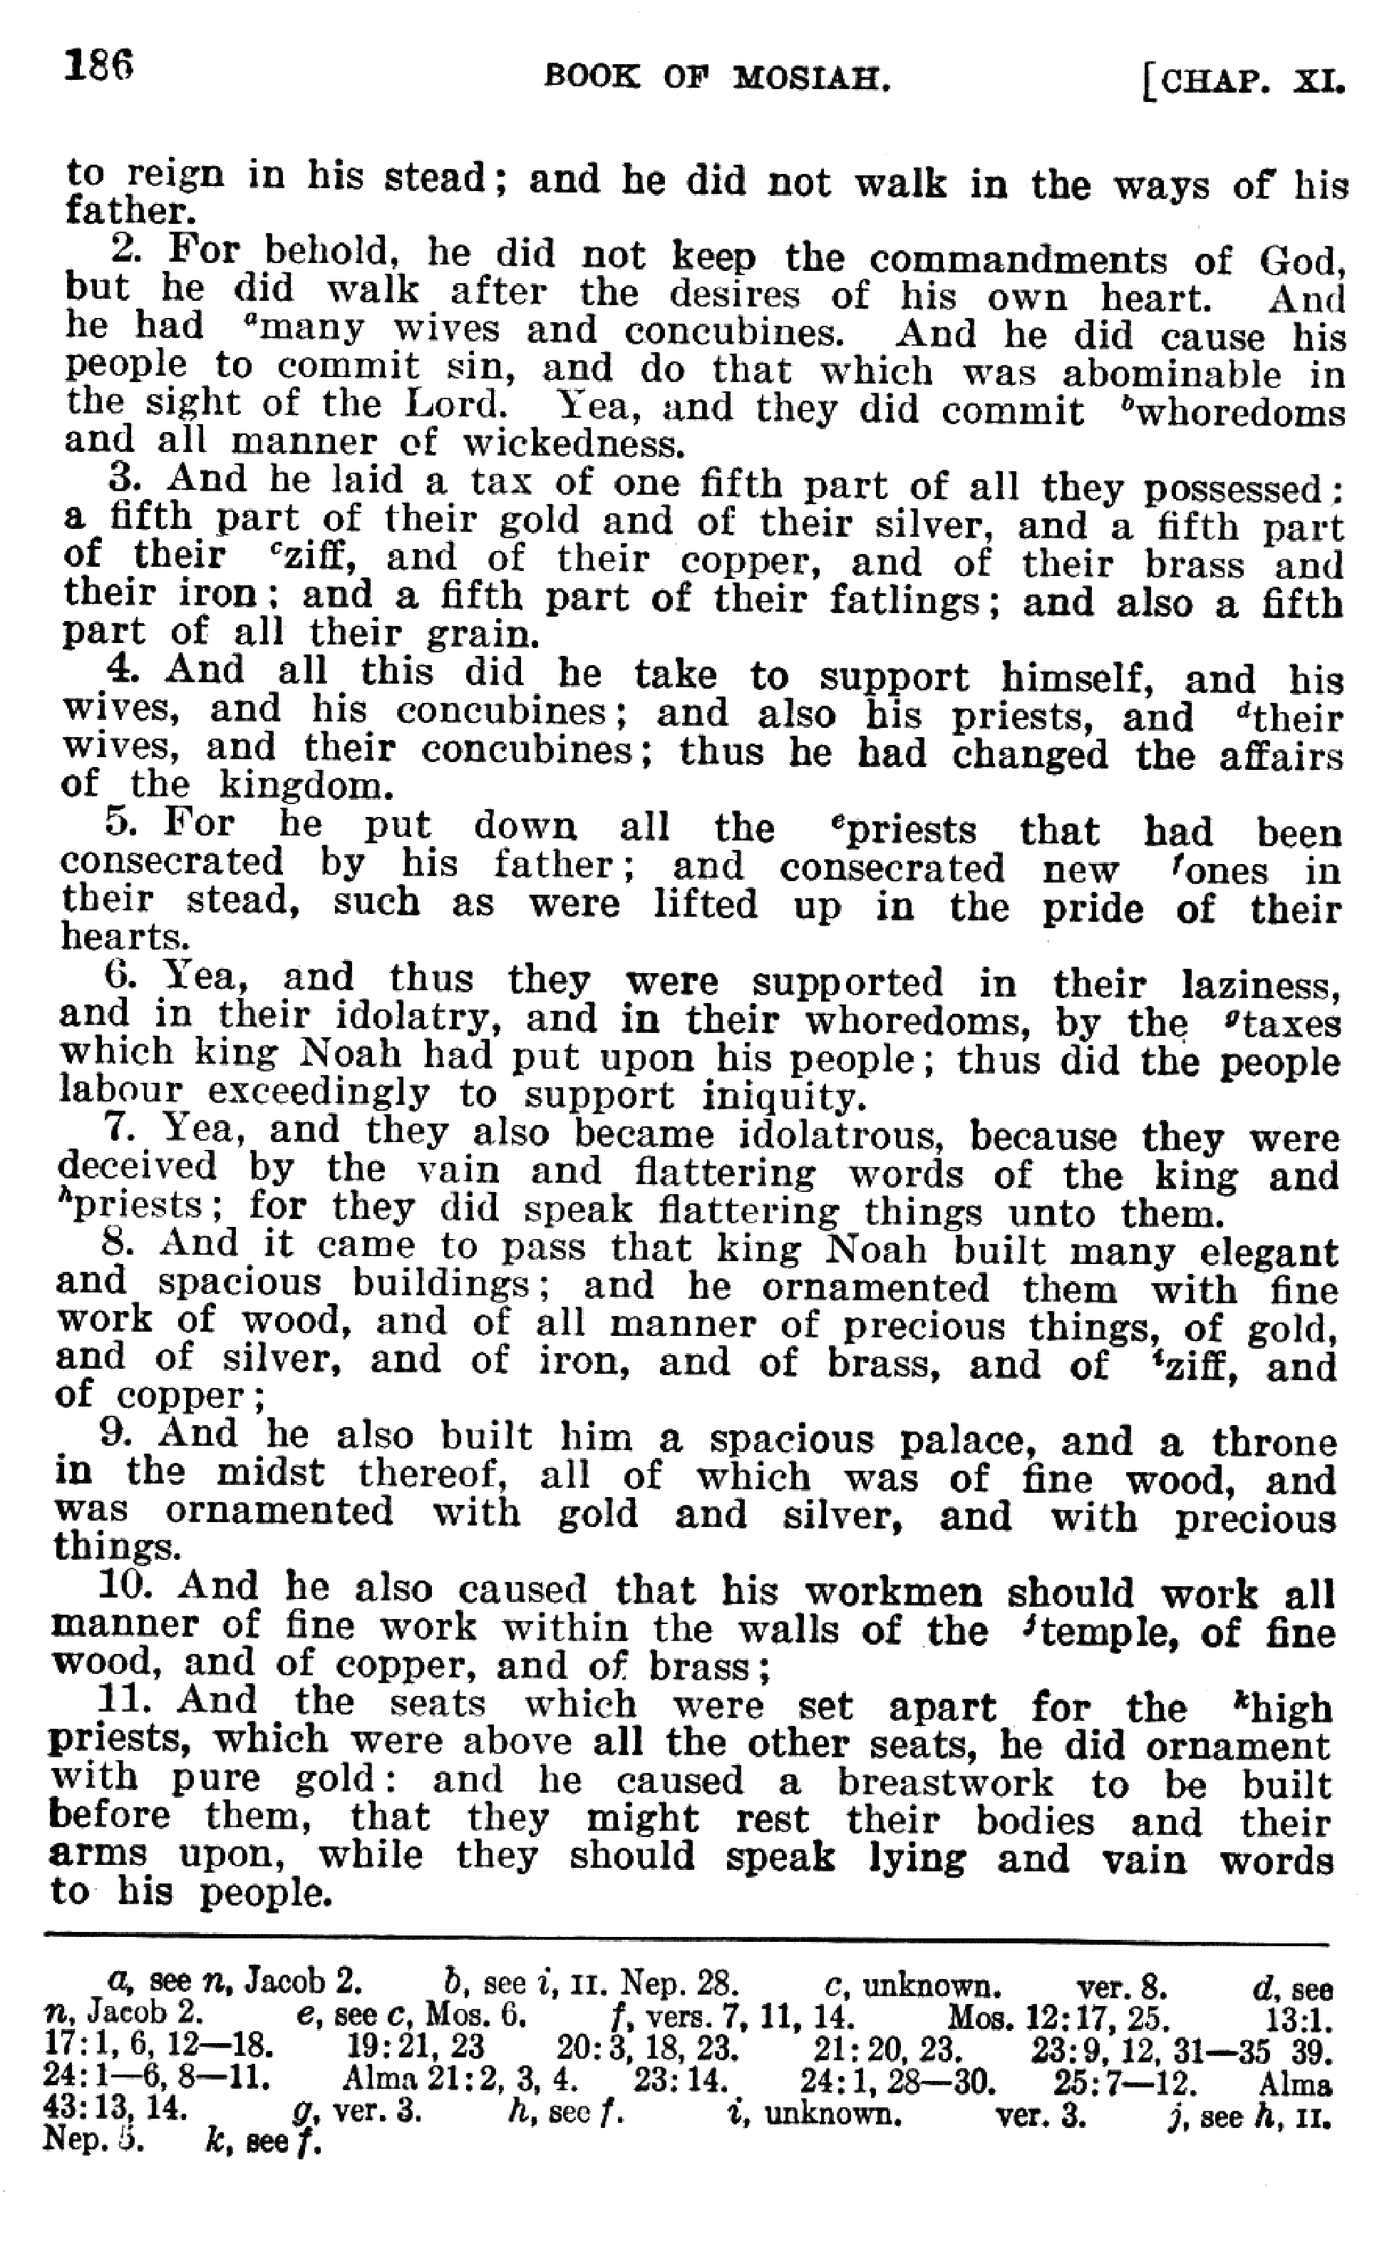 186
BOOK OF MOSIAH.
[CHAP. XI.
to reign in his stead; and he did not walk in the ways of his
father.
2. For behold, he did not keep the commandments of God,
but he did walk after the desires of his own heart. And
he had ᵃmany wives and concubines. And he did cause his
people to commit sin, and do that which was abominable in
the sight of the Lord. Yea, and they did commit ᵇwhoredoms
and all manner of wickedness.
3. And he laid a tax of one fifth part of all they possessed;
a fifth part of their gold and of their silver, and a fifth part
of their ᶜziff, and of their copper, and of their brass and
their iron; and a fifth part of their fatlings; and also a fifth
part of all their grain.
4. And all this did he take to support himself, and his
wives, and his concubines; and also his priests, and ᵈtheir
wives, and their concubines; thus he had changed the affairs
of the kingdom.
5. For he put down all the ᵉpriests that had been
consecrated by his father; and consecrated new ᶠones in
their stead, such as were lifted up in the pride of their
hearts.
6. Yea, and thus they were supported in their laziness,
and in their idolatry, and in their whoredoms, by the ᵍtaxes
which king Noah had put upon his people; thus did the people
labour exceedingly to support iniquity.
7. Yea, and they also became idolatrous, because they were
deceived by the vain and flattering words of the king and
ʰpriests; for they did speak flattering things unto them.
8. And it came to pass that king Noah built many elegant
and spacious buildings; and he ornamented them with fine
work of wood, and of all manner of precious things, of gold,
and of silver, and of iron, and of brass, and of ⁱziff, and
of copper;
9. And he also built him a spacious palace, and a throne
in the midst thereof, all of which was of fine wood, and
was ornamented with gold and silver, and with precious
things.
10. And he also caused that his workmen should work all
manner of fine work within the walls of the ʲtemple, of fine
wood, and of copper, and of brass;
11. And the seats which were set apart for the ᵏhigh
priests, which were above all the other seats, he did ornament
with pure gold: and he caused a breastwork to be built
before them, that they might rest their bodies and their
arms upon, while they should speak lying and vain words
to his people.
a, see n, Jacob 2. b, see i, II. Nep. 28. c, unknown. ver. 8. d, see
n, Jacob 2. e, see c, Mos. 6. f, vers. 7, 11, 14. Mos. 12:17, 25. 13:1.
17:1, 6, 12—18. 19:21, 23 20:3, 18, 23. 21:20, 23. 23:9, 12, 31—35 39.
24:1—6, 8—11. Alma 21:2, 3, 4. 23:14. 24:1, 28—30. 25:7—12. Alma
43:13, 14. g, ver. 3. h, see f. i, unknown. ver. 3. j, see h, II.
Nep. 5. k, see f.